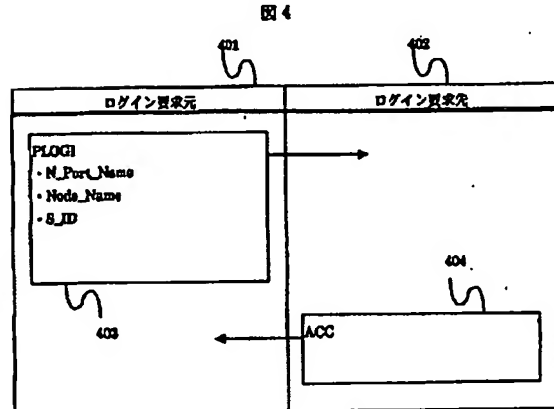 図 4
401
402
ログイン要求元
ログイン要求先
PLOGI
・N_Port_Name
・Node_Name
・S_ID
403
404
ACC